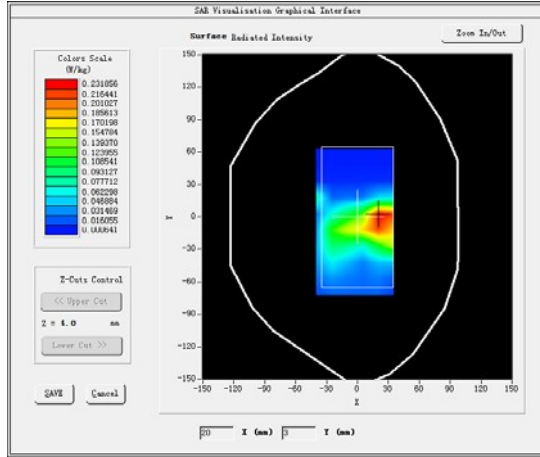 SAR Visualisation Graphical Interface
Surface Radiated Intensity
Zoom In/Out
Colors Scale
(W/kg)
0.231856
0.216441
0.201027
0.185613
0.170198
0.154784
0.139370
0.123955
0.108541
0.093127
0.077712
0.062298
0.046884
0.031469
0.016055
0.000641
Z-Cuts Control
<< Upper Cut
Z = 4.0 mm
Lower Cut >>
SAVE Cancel
150
120
90
60
30
0
-30
-60
-90
-120
-150
Y
-150 -120 -90 -60 -30 0 30 60 90 120 150
X
20 X (mm) 3 Y (mm)